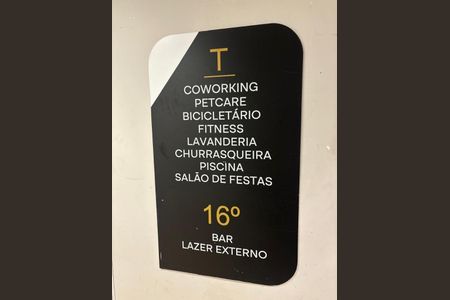 T
COWORKING
PETCARE
BICICLETÁRIO
FITNESS
LAVANDERIA
CHURRASQUEIRA
PISCINA
SALÃO DE FESTAS
16º
BAR
LAZER EXTERNO